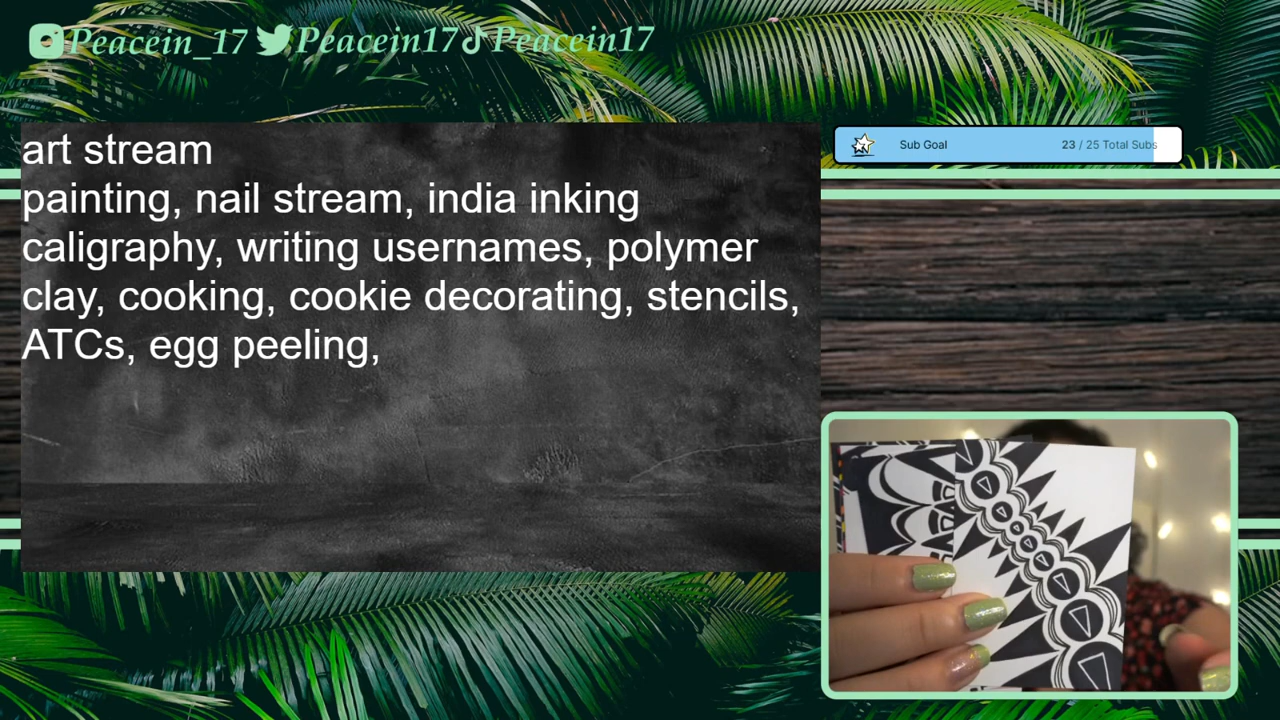 Peacein_17 Peacein17 Peacein17
art stream
painting, nail stream, india inking
caligraphy, writing usernames, polymer
clay, cooking, cookie decorating, stencils,
ATCs, egg peeling,
Sub Goal 23 / 25 Total Subs